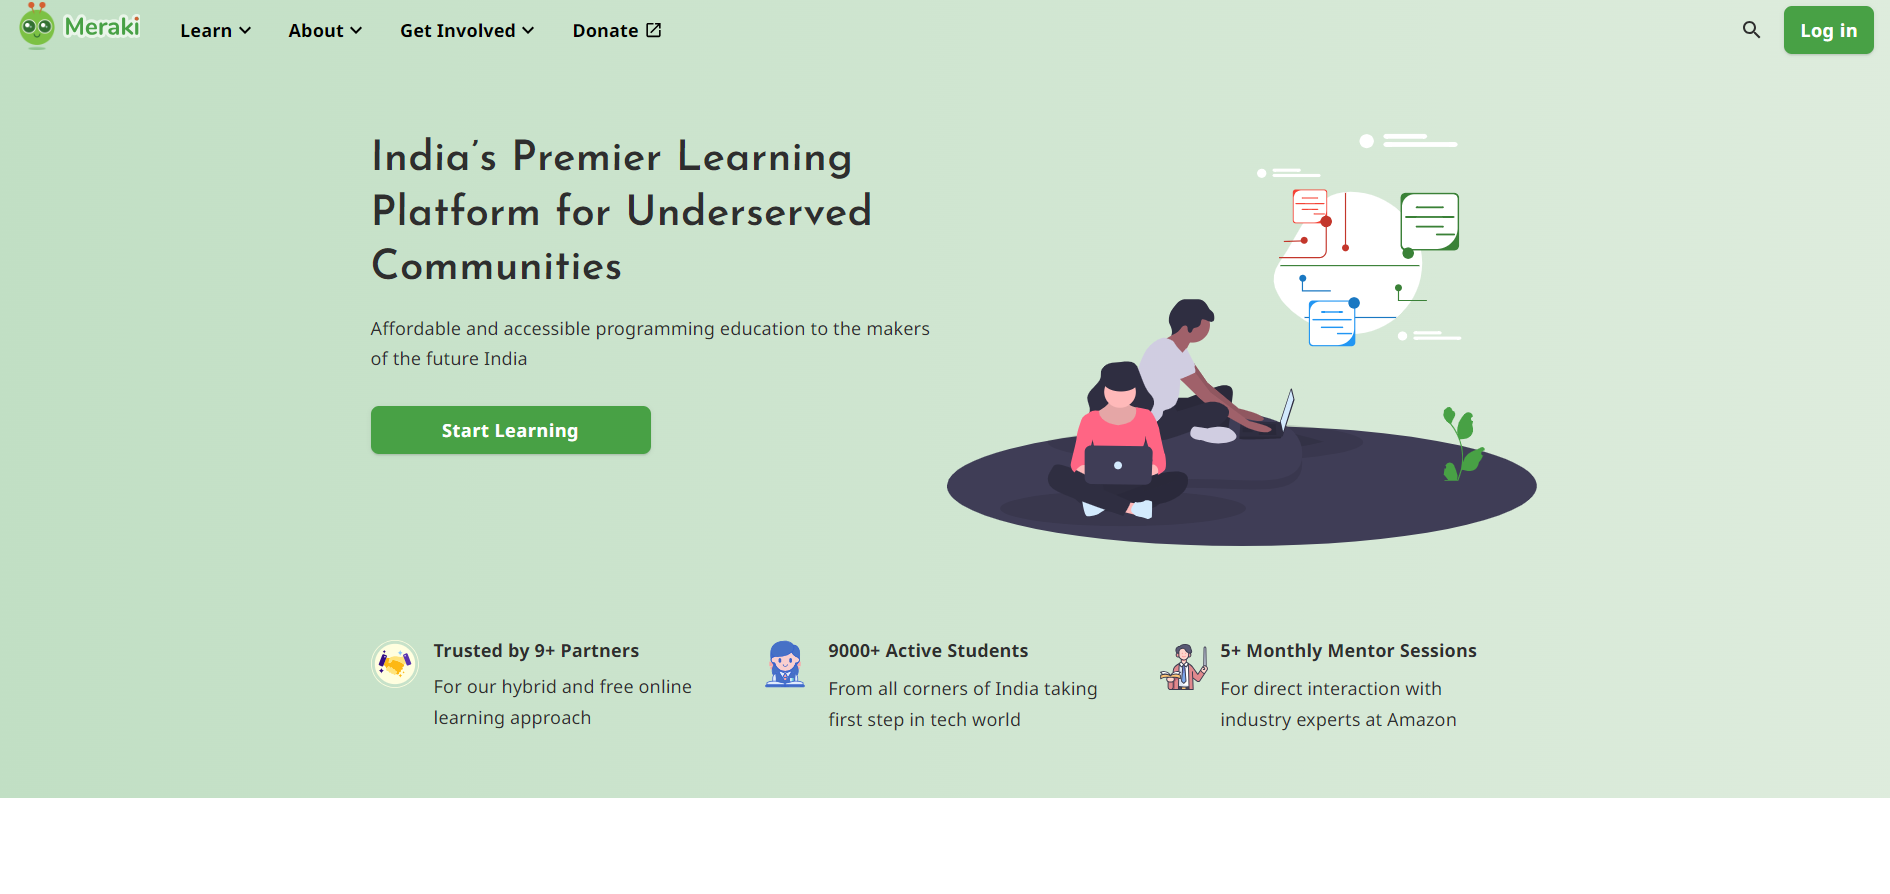 Meraki
Learn
About
Get Involved
Donate
Log in
India’s Premier Learning
Platform for Underserved
Communities
Affordable and accessible programming education to the makers
of the future India
Start Learning
Trusted by 9+ Partners
For our hybrid and free online
learning approach
9000+ Active Students
From all corners of India taking
first step in tech world
5+ Monthly Mentor Sessions
For direct interaction with
industry experts at Amazon